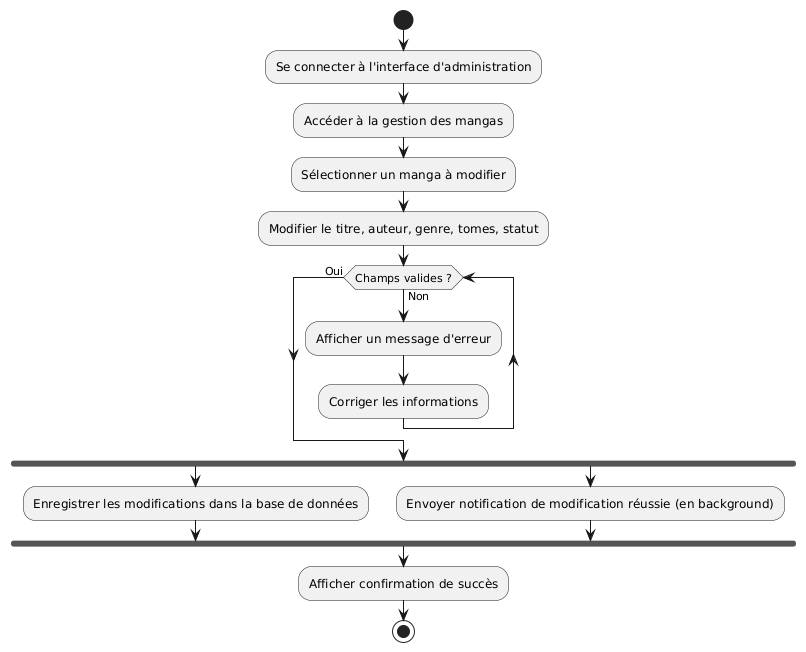 Se connecter à l'interface d'administration
Accéder à la gestion des mangas
Sélectionner un manga à modifier
Modifier le titre, auteur, genre, tomes, statut
Oui
Champs valides ?
Non
Afficher un message d'erreur
Corriger les informations
Enregistrer les modifications dans la base de données
Envoyer notification de modification réussie (en background)
Afficher confirmation de succès